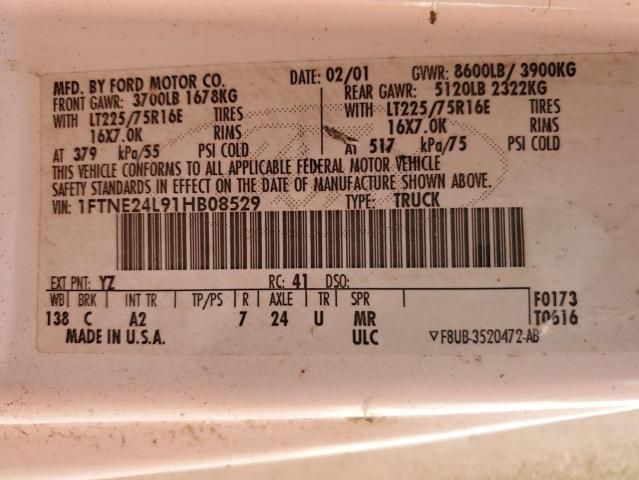 MFD. BY FORD MOTOR CO. DATE: 02/01 GVWR: 8600LB/ 3900KG
FRONT GAWR: 3700LB 1678KG REAR GAWR: 5120LB 2322KG
WITH LT225/75R16E TIRES WITH LT225/75R16E TIRES
16X7.0K RIMS 16X7.0K RIMS
AT 379 kPa/55 PSI COLD AT 517 kPa/75 PSI COLD
THIS VEHICLE CONFORMS TO ALL APPLICABLE FEDERAL MOTOR VEHICLE
SAFETY STANDARDS IN EFFECT ON THE DATE OF MANUFACTURE SHOWN ABOVE.
VIN: 1FTNE24L91HB08529 TYPE: TRUCK
EXT PNT: YZ RC: 41 DSO:
WB BRK INT TR TP/PS R AXLE TR SPR F0173
138 C A2 7 24 U MR T0616
MADE IN U.S.A. ULC ▽F8UB-3520472-AB